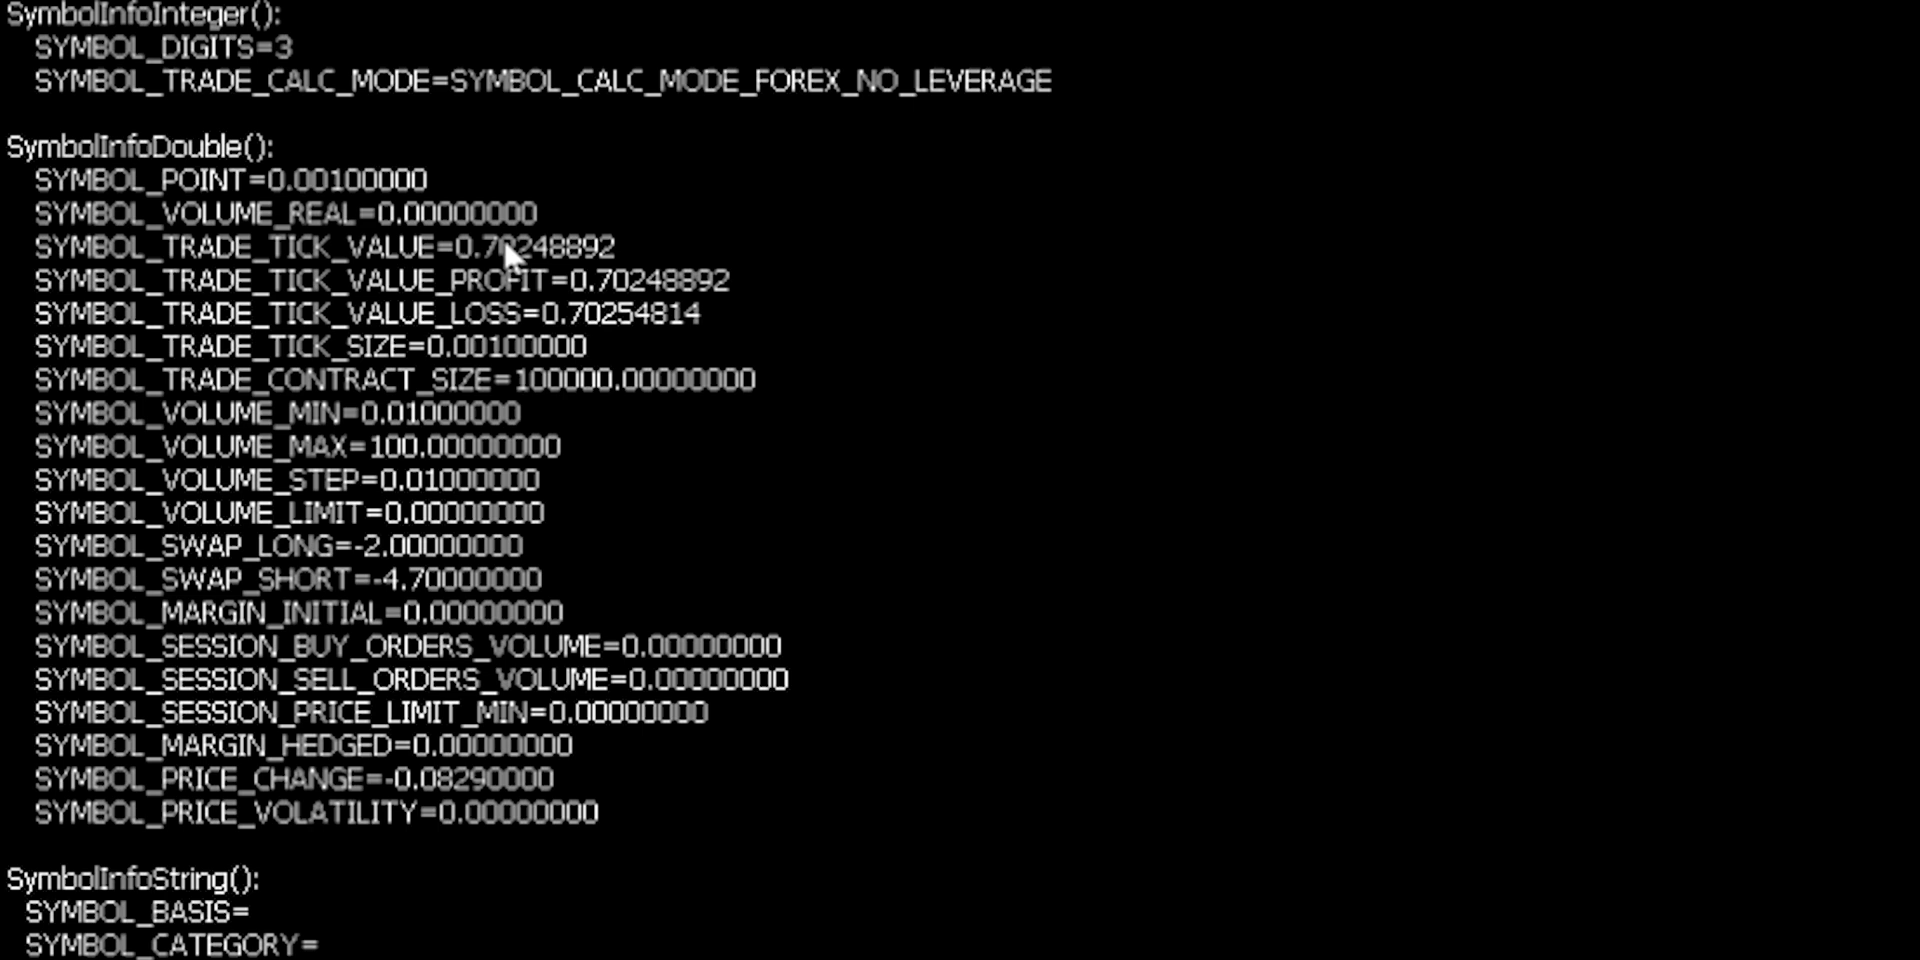 SymbolInfoInteger():
SYMBOL_DIGITS=3
SYMBOL_TRADE_CALC_MODE=SYMBOL_CALC_MODE_FOREX_NO_LEVERAGE
SymbolInfoDouble():
SYMBOL_POINT=0.00100000
SYMBOL_VOLUME_REAL=0.00000000
SYMBOL_TRADE_TICK_VALUE=0.70248892
SYMBOL_TRADE_TICK_VALUE_PROFIT=0.70248892
SYMBOL_TRADE_TICK_VALUE_LOSS=0.70254814
SYMBOL_TRADE_TICK_SIZE=0.00100000
SYMBOL_TRADE_CONTRACT_SIZE=100000.00000000
SYMBOL_VOLUME_MIN=0.01000000
SYMBOL_VOLUME_MAX=100.00000000
SYMBOL_VOLUME_STEP=0.01000000
SYMBOL_VOLUME_LIMIT=0.00000000
SYMBOL_SWAP_LONG=-2.00000000
SYMBOL_SWAP_SHORT=-4.70000000
SYMBOL_MARGIN_INITIAL=0.00000000
SYMBOL_SESSION_BUY_ORDERS_VOLUME=0.00000000
SYMBOL_SESSION_SELL_ORDERS_VOLUME=0.00000000
SYMBOL_SESSION_PRICE_LIMIT_MIN=0.00000000
SYMBOL_MARGIN_HEDGED=0.00000000
SYMBOL_PRICE_CHANGE=-0.08290000
SYMBOL_PRICE_VOLATILITY=0.00000000
SymbolInfoString():
SYMBOL_BASIS=
SYMBOL_CATEGORY=